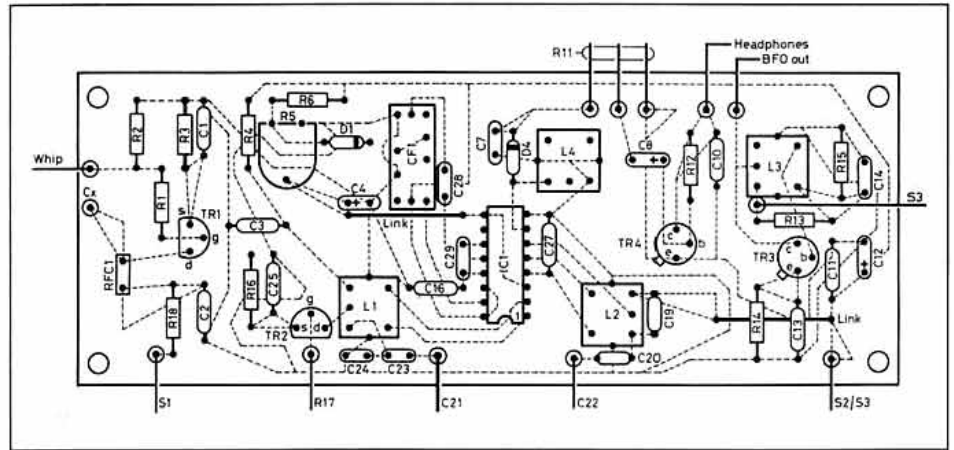 R11
Headphones
BFO out
R2
R3
C1
R4
R6
R5
D1
CF1
C7
D4
L4
C8
R12
C10
L3
R15
C14
Whip
Cx
R1
s
TR1
g
d
C4
+
C28
Link
S3
R13
C3
C29
IC1
C27
TR4
c
b
e
TR3
c
b
e
C11
C12
+
RFC1
R16
C25
g
L1
C16
L2
C19
R14
C13
Link
R18
C2
TR2
s
d
1
C24
C23
C20
S1
R17
C21
C22
S2/S3
+